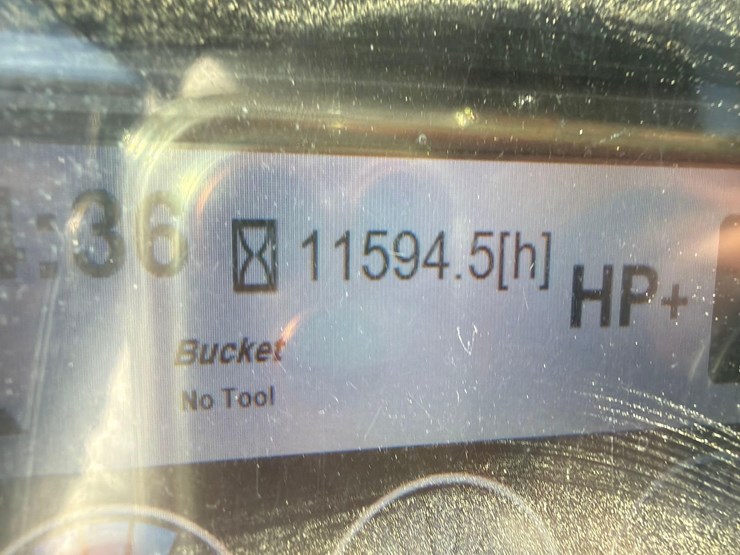 :36 11594.5[h] HP+
Bucket
No Tool